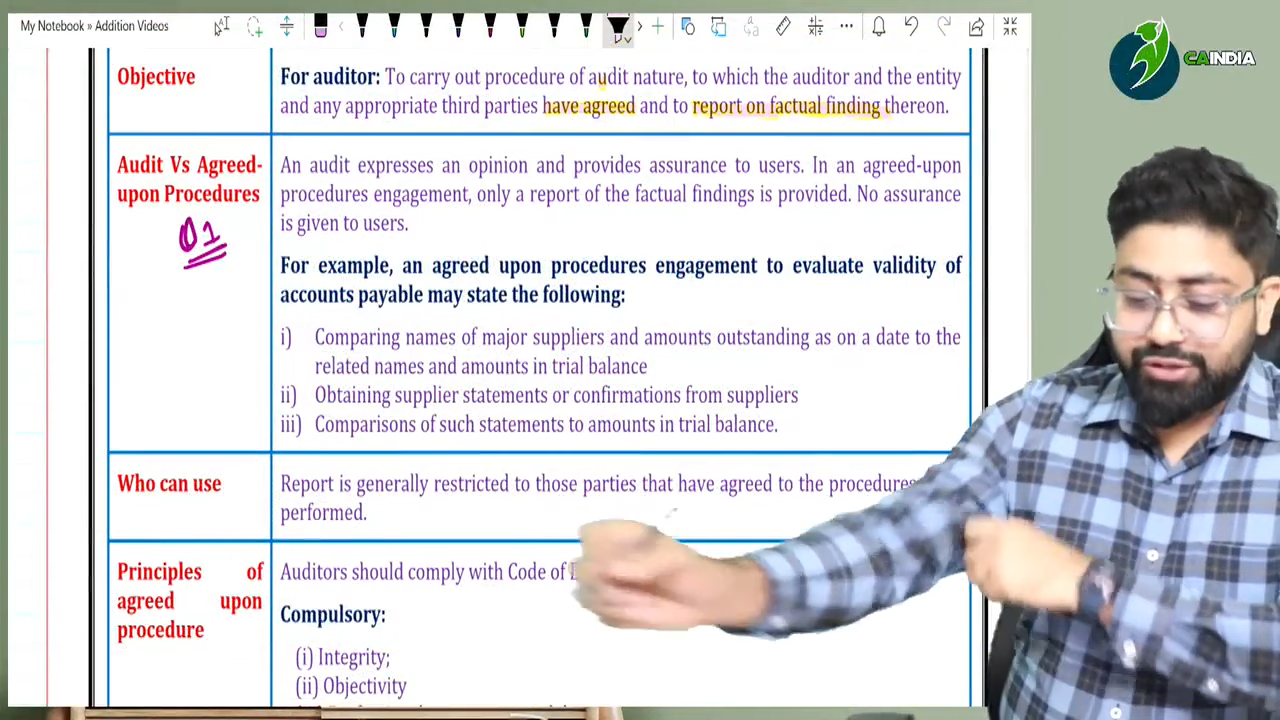 My Notebook » Addition Videos
CAINDIA
Objective
For auditor: To carry out procedure of audit nature, to which the auditor and the entity
and any appropriate third parties have agreed and to report on factual finding thereon.
Audit Vs Agreed-
upon Procedures
Q1
An audit expresses an opinion and provides assurance to users. In an agreed-upon
procedures engagement, only a report of the factual findings is provided. No assurance
is given to users.
For example, an agreed upon procedures engagement to evaluate validity of
accounts payable may state the following:
i) Comparing names of major suppliers and amounts outstanding as on a date to the
related names and amounts in trial balance
ii) Obtaining supplier statements or confirmations from suppliers
iii) Comparisons of such statements to amounts in trial balance.
Who can use
Report is generally restricted to those parties that have agreed to the procedures
performed.
Principles of
agreed upon
procedure
Auditors should comply with Code of
Compulsory:
(i) Integrity;
(ii) Objectivity